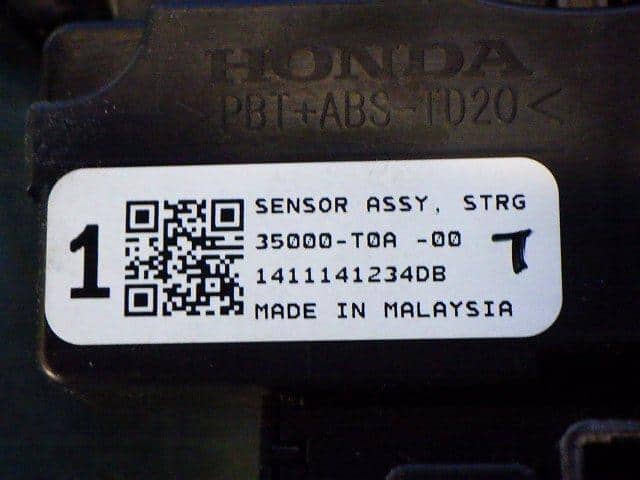 HONDA
>PBT+ABS-TD20<
1
SENSOR ASSY, STRG
35000-T0A -00
1411141234DB
MADE IN MALAYSIA